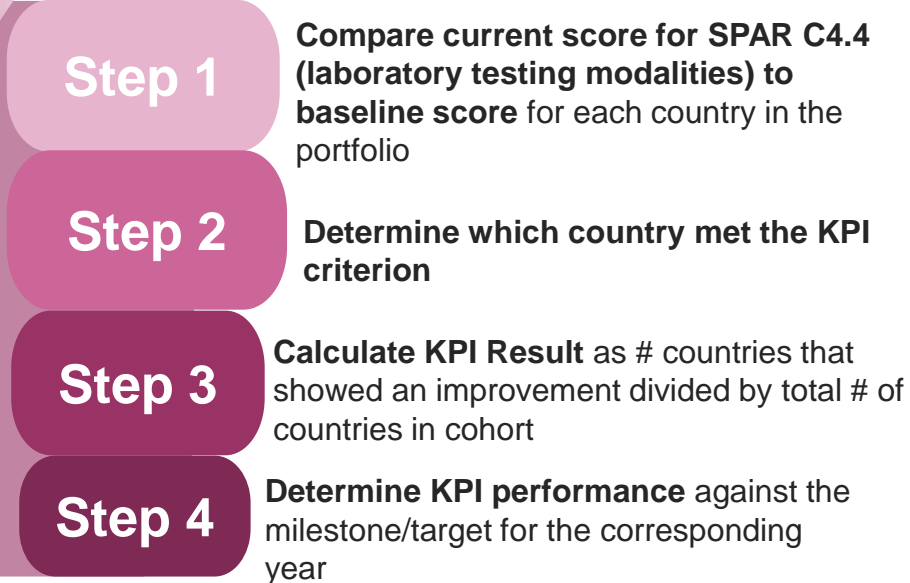 Step 1
Compare current score for SPAR C4.4
(laboratory testing modalities) to
baseline score for each country in the
portfolio
Step 2
Determine which country met the KPI
criterion
Step 3
Calculate KPI Result as # countries that
showed an improvement divided by total # of
countries in cohort
Step 4
Determine KPI performance against the
milestone/target for the corresponding
year